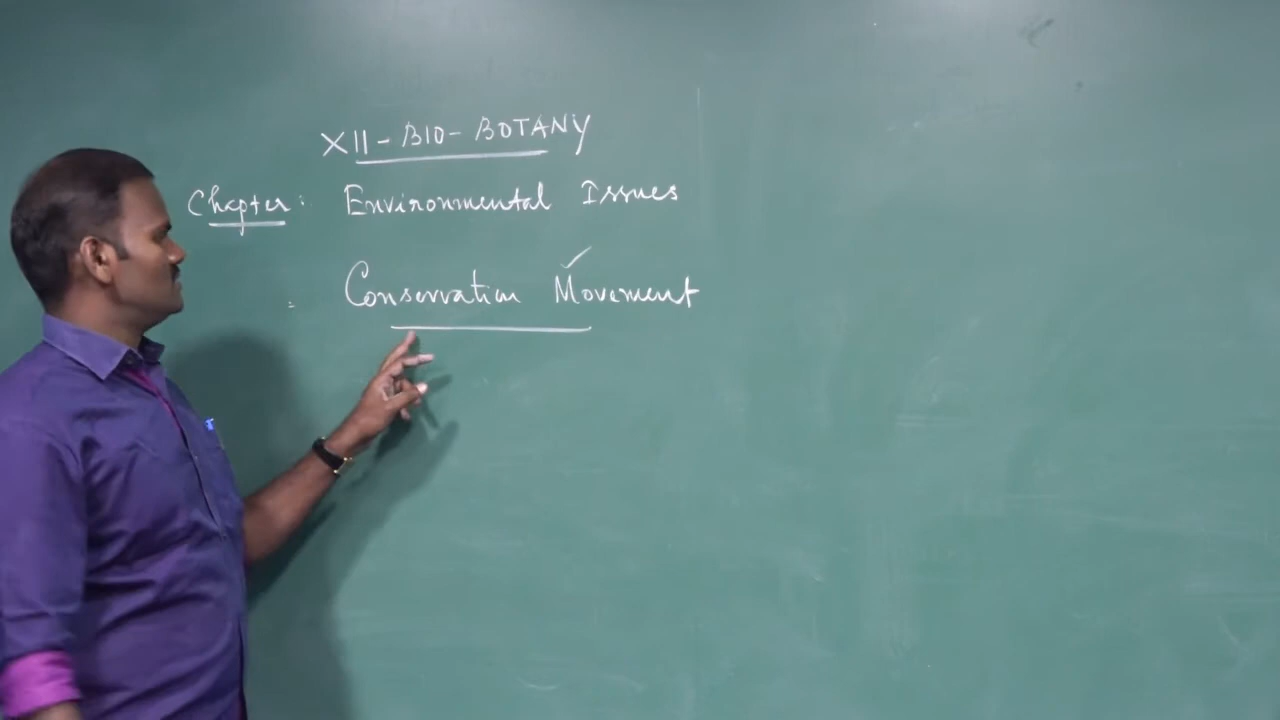 XII - BIO - BOTANY
Chapter : Environmental Issues
= Conservation Movement